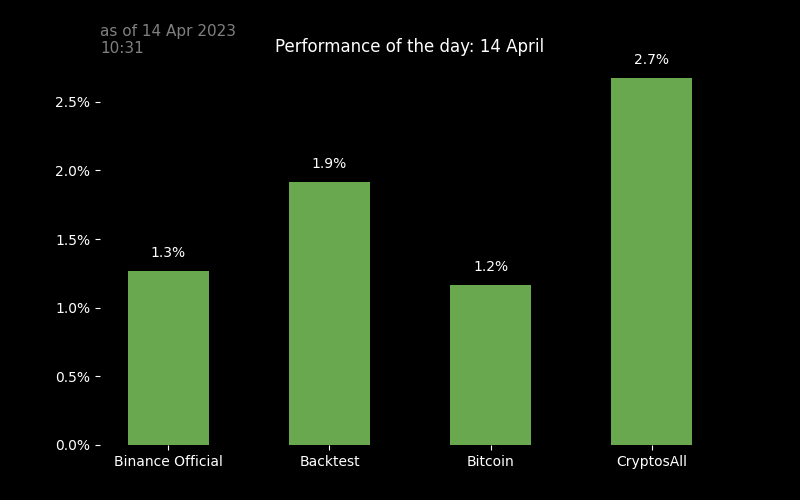 as of 14 Apr 2023
10:31
Performance of the day: 14 April
2.7%
2.5%
2.0%
1.9%
1.5%
1.3%
1.2%
1.0%
0.5%
0.0%
Binance Official
Backtest
Bitcoin
CryptosAll